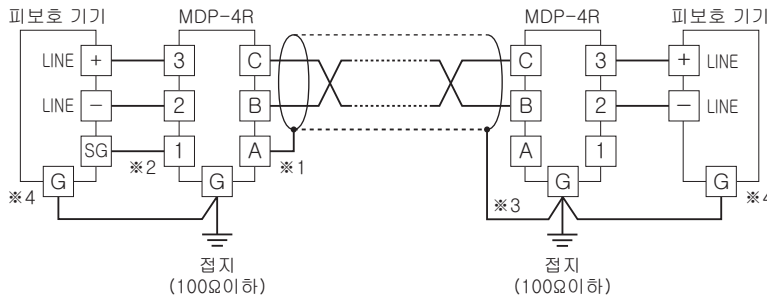 피보호 기기 MDP-4R MDP-4R 피보호 기기
LINE + 3 C C 3 + LINE
LINE − 2 B B 2 − LINE
SG 1 A A 1
※2 ※1
G G G G
※4 ※3 ※4
접지 접지
(100Ω이하) (100Ω이하)